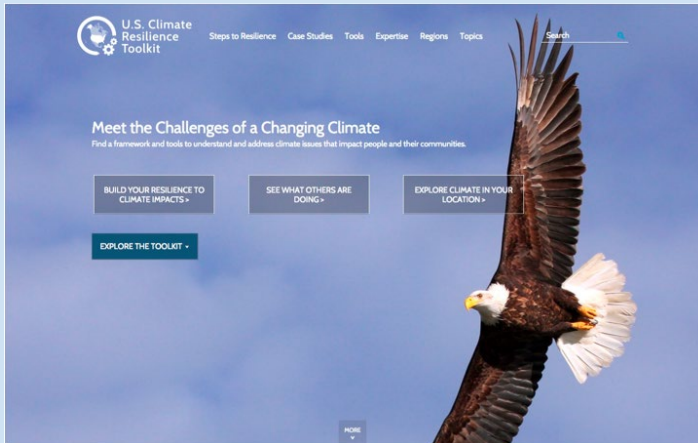 U.S. Climate
Resilience
Toolkit
Steps to Resilience Case Studies Tools Expertise Regions Topics
Search
Meet the Challenges of a Changing Climate
Find a framework and tools to understand and address climate issues that impact people and their communities.
BUILD YOUR RESILIENCE TO
CLIMATE IMPACTS >
SEE WHAT OTHERS ARE
DOING >
EXPLORE CLIMATE IN YOUR
LOCATION >
EXPLORE THE TOOLKIT
MORE